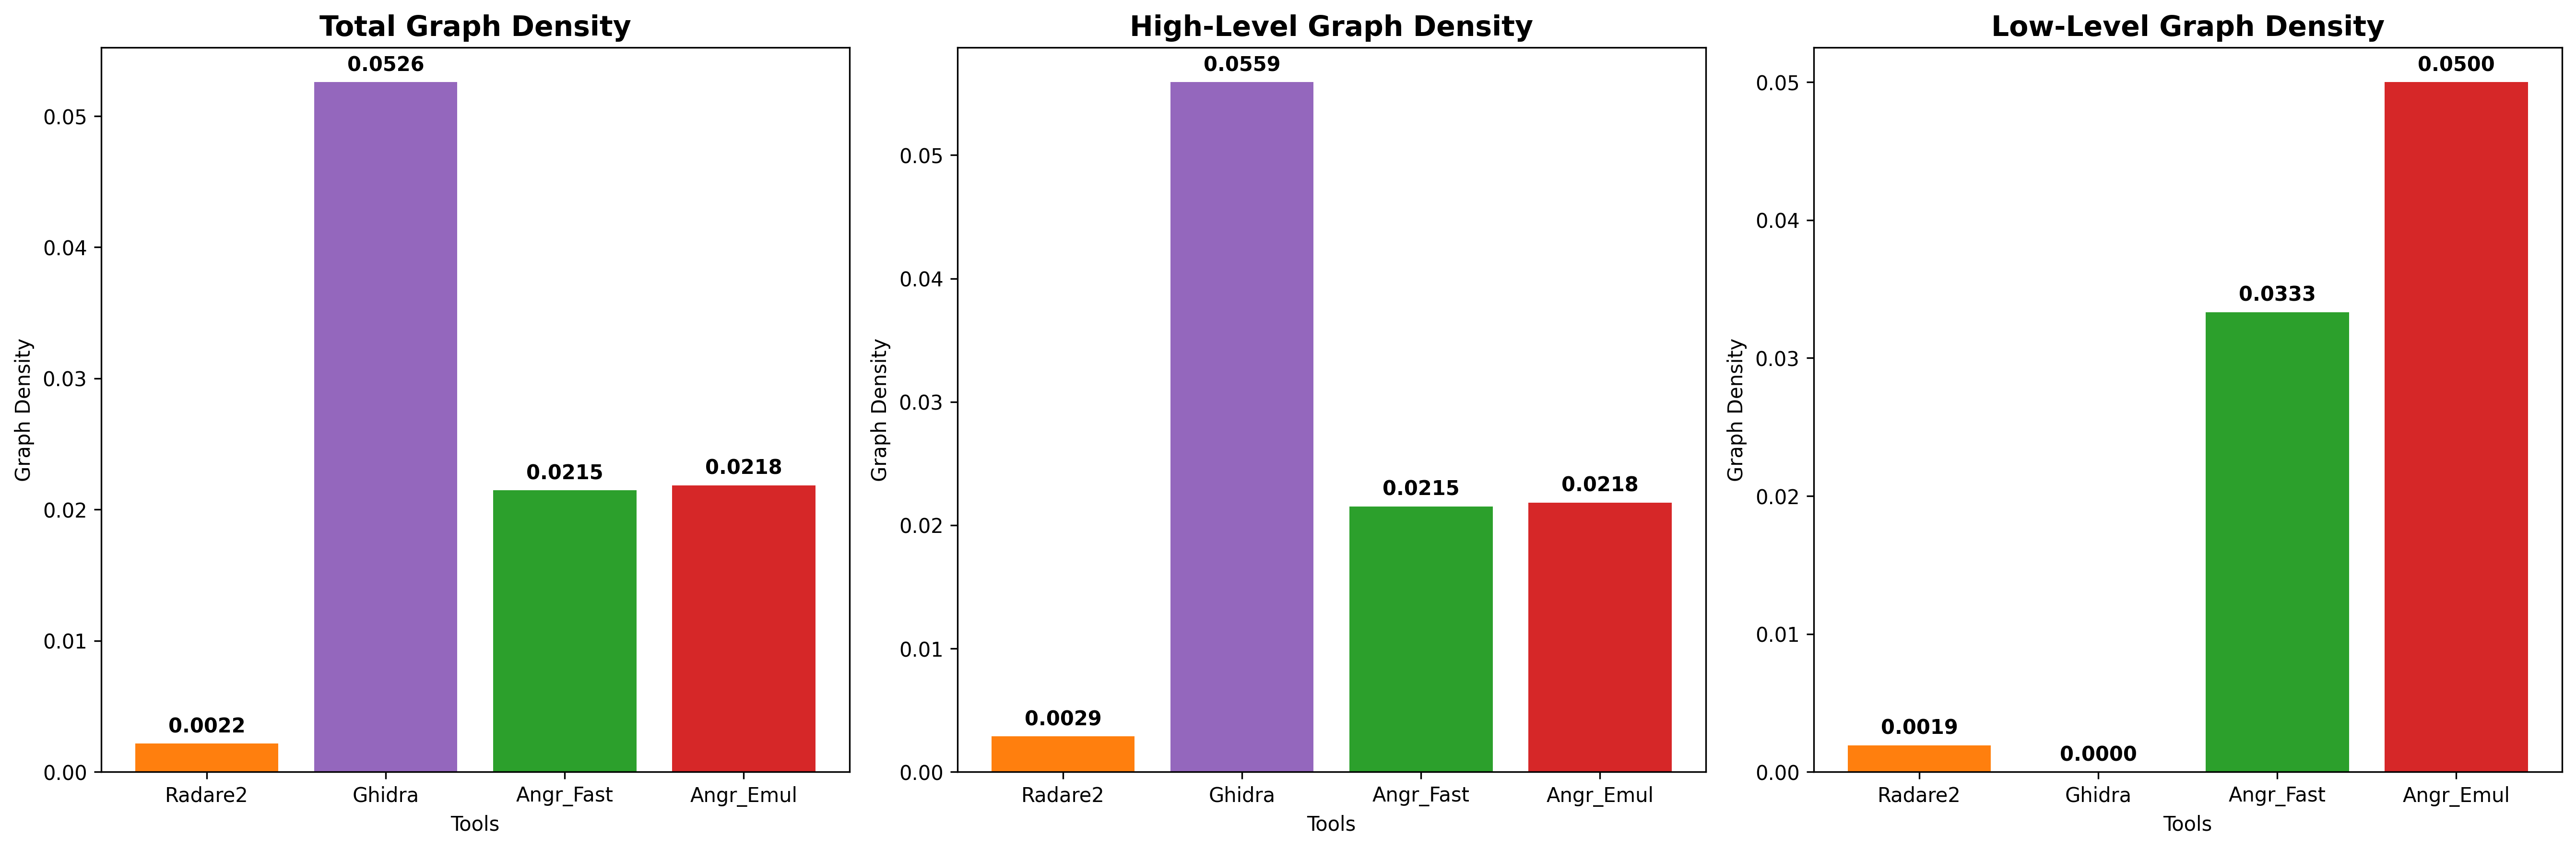 Total Graph Density
Graph Density
0.05
0.04
0.03
0.02
0.01
0.00
0.0022
0.0526
0.0215
0.0218
Radare2
Ghidra
Angr_Fast
Angr_Emul
Tools
High-Level Graph Density
Graph Density
0.05
0.04
0.03
0.02
0.01
0.00
0.0029
0.0559
0.0215
0.0218
Radare2
Ghidra
Angr_Fast
Angr_Emul
Tools
Low-Level Graph Density
Graph Density
0.05
0.04
0.03
0.02
0.01
0.00
0.0019
0.0000
0.0333
0.0500
Radare2
Ghidra
Angr_Fast
Angr_Emul
Tools